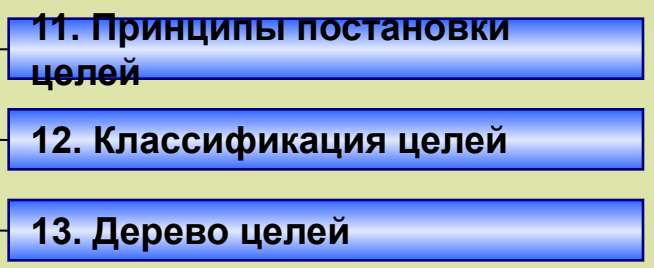 11. Принципы постановки
целей
12. Классификация целей
13. Дерево целей